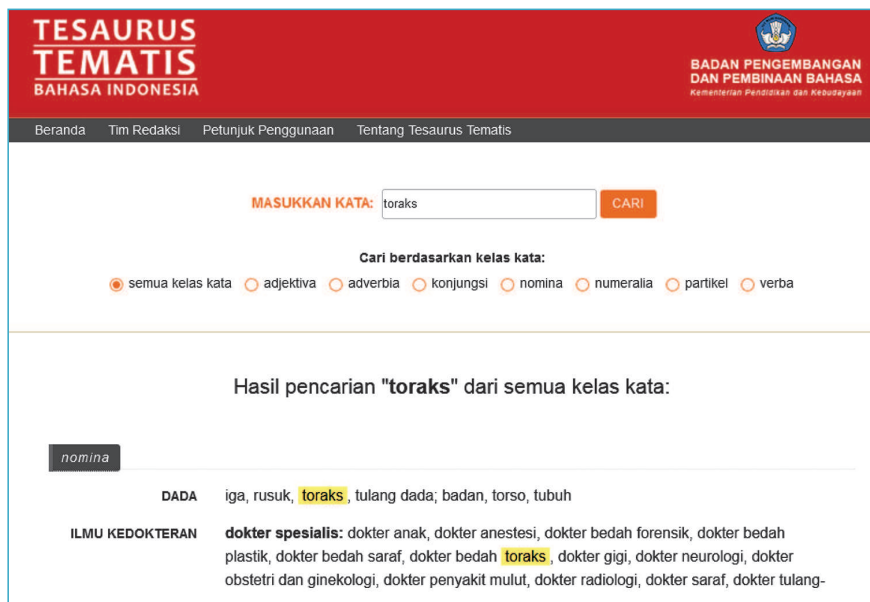 TESAURUS
TEMATIS
BAHASA INDONESIA
BADAN PENGEMBANGAN
DAN PEMBINAAN BAHASA
Kementerian Pendidikan dan Kebudayaan
Beranda Tim Redaksi Petunjuk Penggunaan Tentang Tesaurus Tematis
MASUKKAN KATA: toraks CARI
Cari berdasarkan kelas kata:
semua kelas kata adjektiva adverbia konjungsi nomina numeralia partikel verba
Hasil pencarian "toraks" dari semua kelas kata:
nomina
DADA iga, rusuk, toraks, tulang dada; badan, torso, tubuh
ILMU KEDOKTERAN dokter spesialis: dokter anak, dokter anestesi, dokter bedah forensik, dokter bedah
plastik, dokter bedah saraf, dokter bedah toraks, dokter gigi, dokter neurologi, dokter
obstetri dan ginekologi, dokter penyakit mulut, dokter radiologi, dokter saraf, dokter tulang-